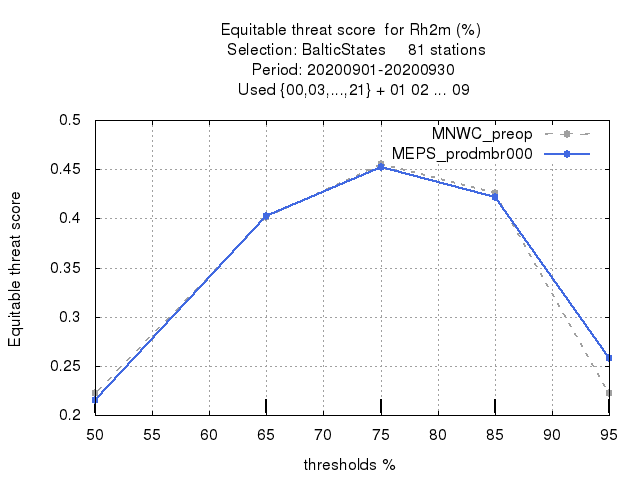 Equitable threat score  for Rh2m (%)
Selection: BalticStates     81 stations
Period: 20200901-20200930
Used {00,03,...,21} + 01 02 ... 09
MNWC_preop
MEPS_prodmbr000
Equitable threat score
0.5
0.45
0.4
0.35
0.3
0.25
0.2
50 55 60 65 70 75 80 85 90 95
thresholds %